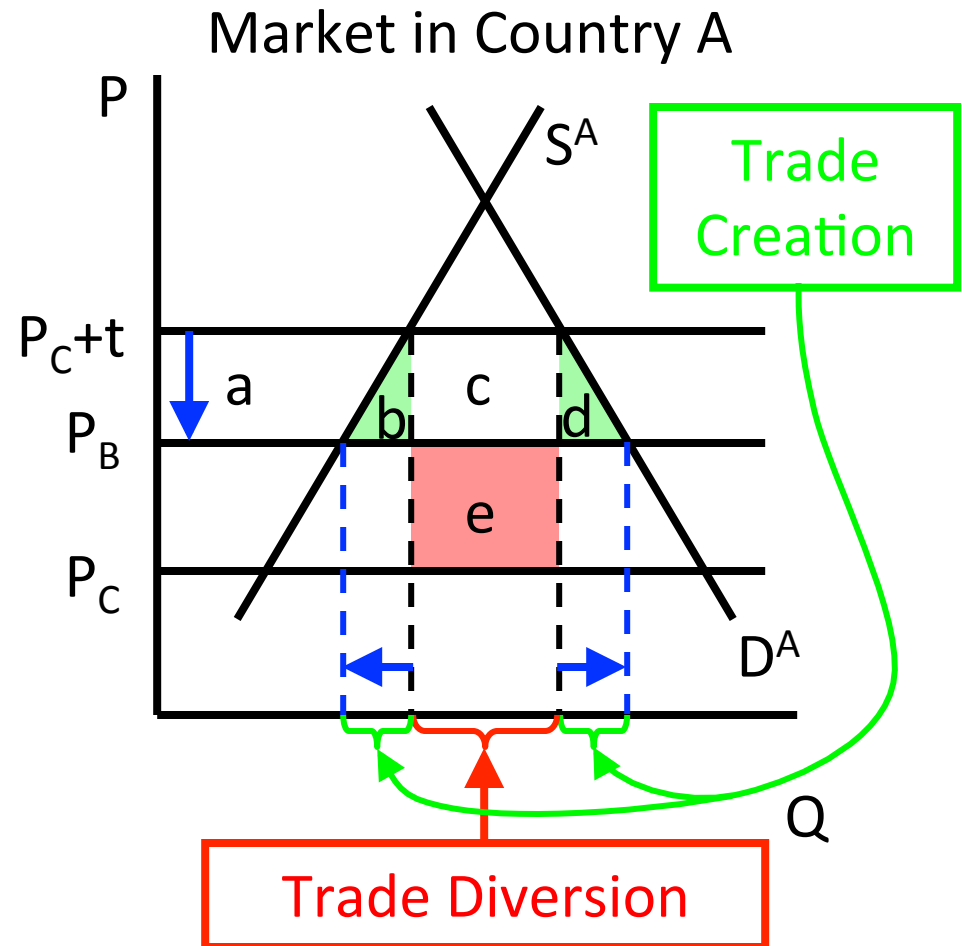 Market in Country A
P
S^A
Trade
Creation
P_C+t
a
c
b
d
P_B
e
P_C
D^A
Q
Trade Diversion